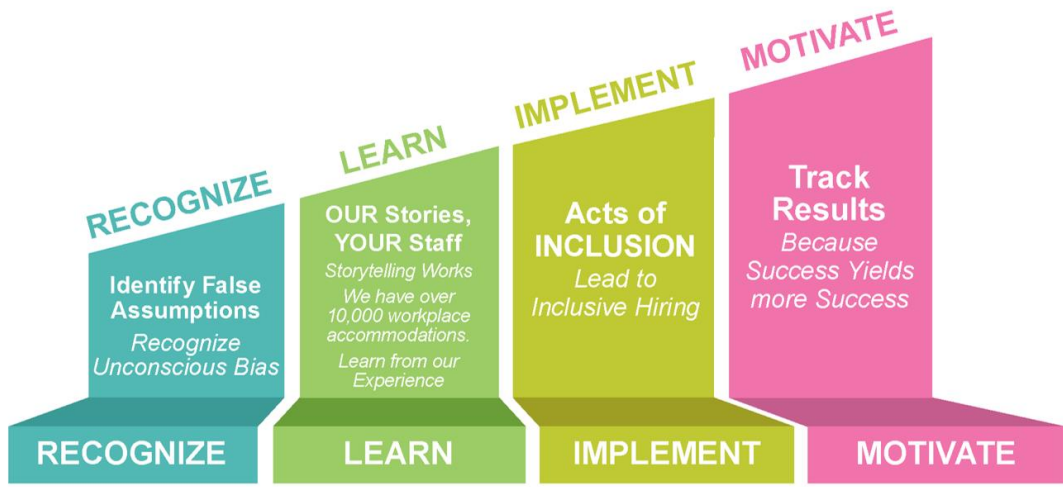 RECOGNIZE
Identify False
Assumptions
Recognize
Unconscious Bias
RECOGNIZE
LEARN
OUR Stories,
YOUR Staff
Storytelling Works
We have over
10,000 workplace
accommodations.
Learn from our
Experience
LEARN
IMPLEMENT
Acts of
INCLUSION
Lead to
Inclusive Hiring
IMPLEMENT
MOTIVATE
Track
Results
Because
Success Yields
more Success
MOTIVATE